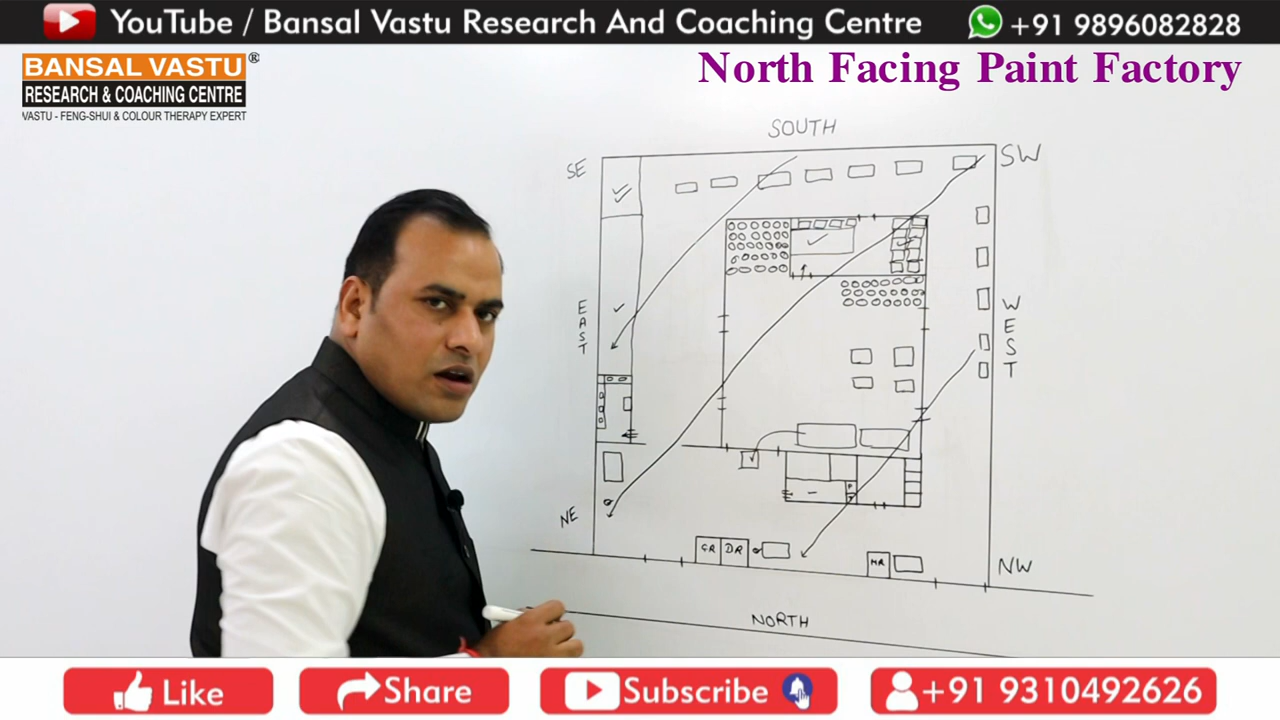 YouTube / Bansal Vastu Research And Coaching Centre
+91 9896082828
BANSAL VASTU®
RESEARCH & COACHING CENTRE
VASTU - FENG-SHUI & COLOUR THERAPY EXPERT
North Facing Paint Factory
SOUTH
SE
SW
EAST
WEST
NE
GR DR
MR
NW
NORTH
Like
Share
Subscribe
+91 9310492626